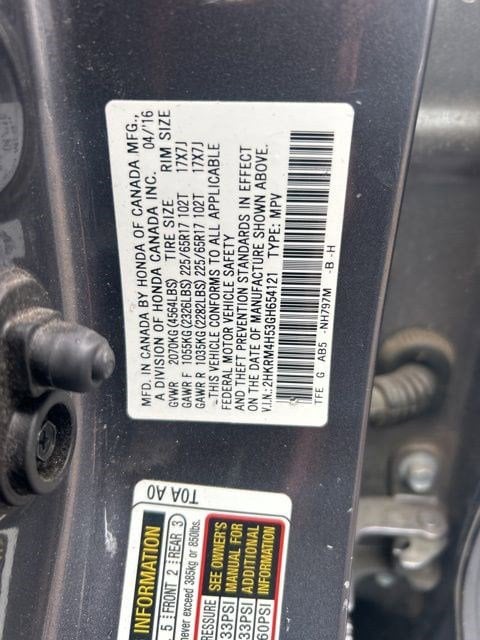 MFD. IN CANADA BY HONDA OF CANADA MFG.,
A DIVISION OF HONDA CANADA INC. 04/'16
GVWR 2070KG(4564LBS) TIRE SIZE RIM SIZE
GAWR F 1055KG(2326LBS) 225/65R17 102T 17X7J
GAWR R 1035KG(2282LBS) 225/65R17 102T 17X7J
THIS VEHICLE CONFORMS TO ALL APPLICABLE
FEDERAL MOTOR VEHICLE SAFETY
AND THEFT PREVENTION STANDARDS IN EFFECT
ON THE DATE OF MANUFACTURE SHOWN ABOVE.
V.I.N.:2HKRM4H53GH654121 TYPE: MPV
TFE G AB5 -NH797M -B -H
T0A A0
INFORMATION
5 FRONT 2 REAR 3
never exceed 385kg or 850lbs.
PRESSURE
33PSI
33PSI
60PSI
SEE OWNER'S
MANUAL FOR
ADDITIONAL
INFORMATION